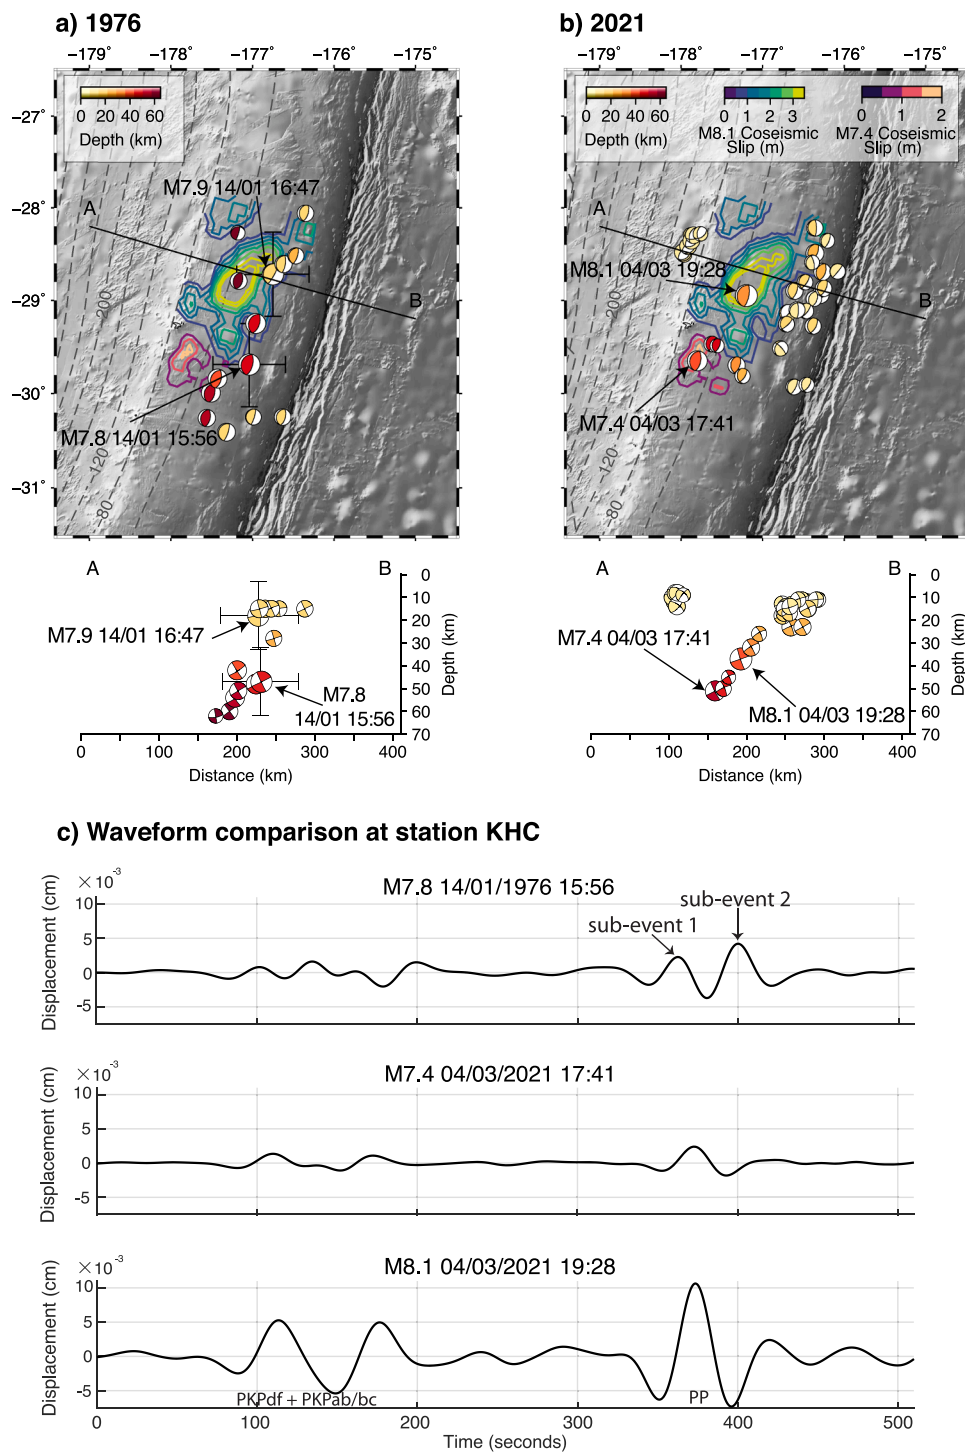 a) 1976
−179° −178° −177° −176° −175°
−27°
−28°
−29°
−30°
−31°
0 20 40 60
Depth (km)
M7.9 14/01 16:47
A
B
200
M7.8 14/01 15:56
120
80
b) 2021
−179° −178° −177° −176° −175°
0 20 40 60
Depth (km)
0 1 2 3
M8.1 Coseismic
Slip (m)
0 1 2
M7.4 Coseismic
Slip (m)
A
M8.1 04/03 19:28
B
200
M7.4 04/03 17:41
120
80
A B
M7.9 14/01 16:47
M7.8
14/01 15:56
0
10
20
30
40
50
60
70
Depth (km)
0 100 200 300 400
Distance (km)
A B
M7.4 04/03 17:41
M8.1 04/03 19:28
0
10
20
30
40
50
60
70
Depth (km)
0 100 200 300 400
Distance (km)
c) Waveform comparison at station KHC
×10⁻³
M7.8 14/01/1976 15:56
sub-event 1
sub-event 2
10
5
0
-5
Displacement (cm)
×10⁻³
M7.4 04/03/2021 17:41
10
5
0
-5
Displacement (cm)
×10⁻³
M8.1 04/03/2021 19:28
10
5
0
-5
Displacement (cm)
PKPdf + PKPab/bc
PP
0 100 200 300 400 500
Time (seconds)